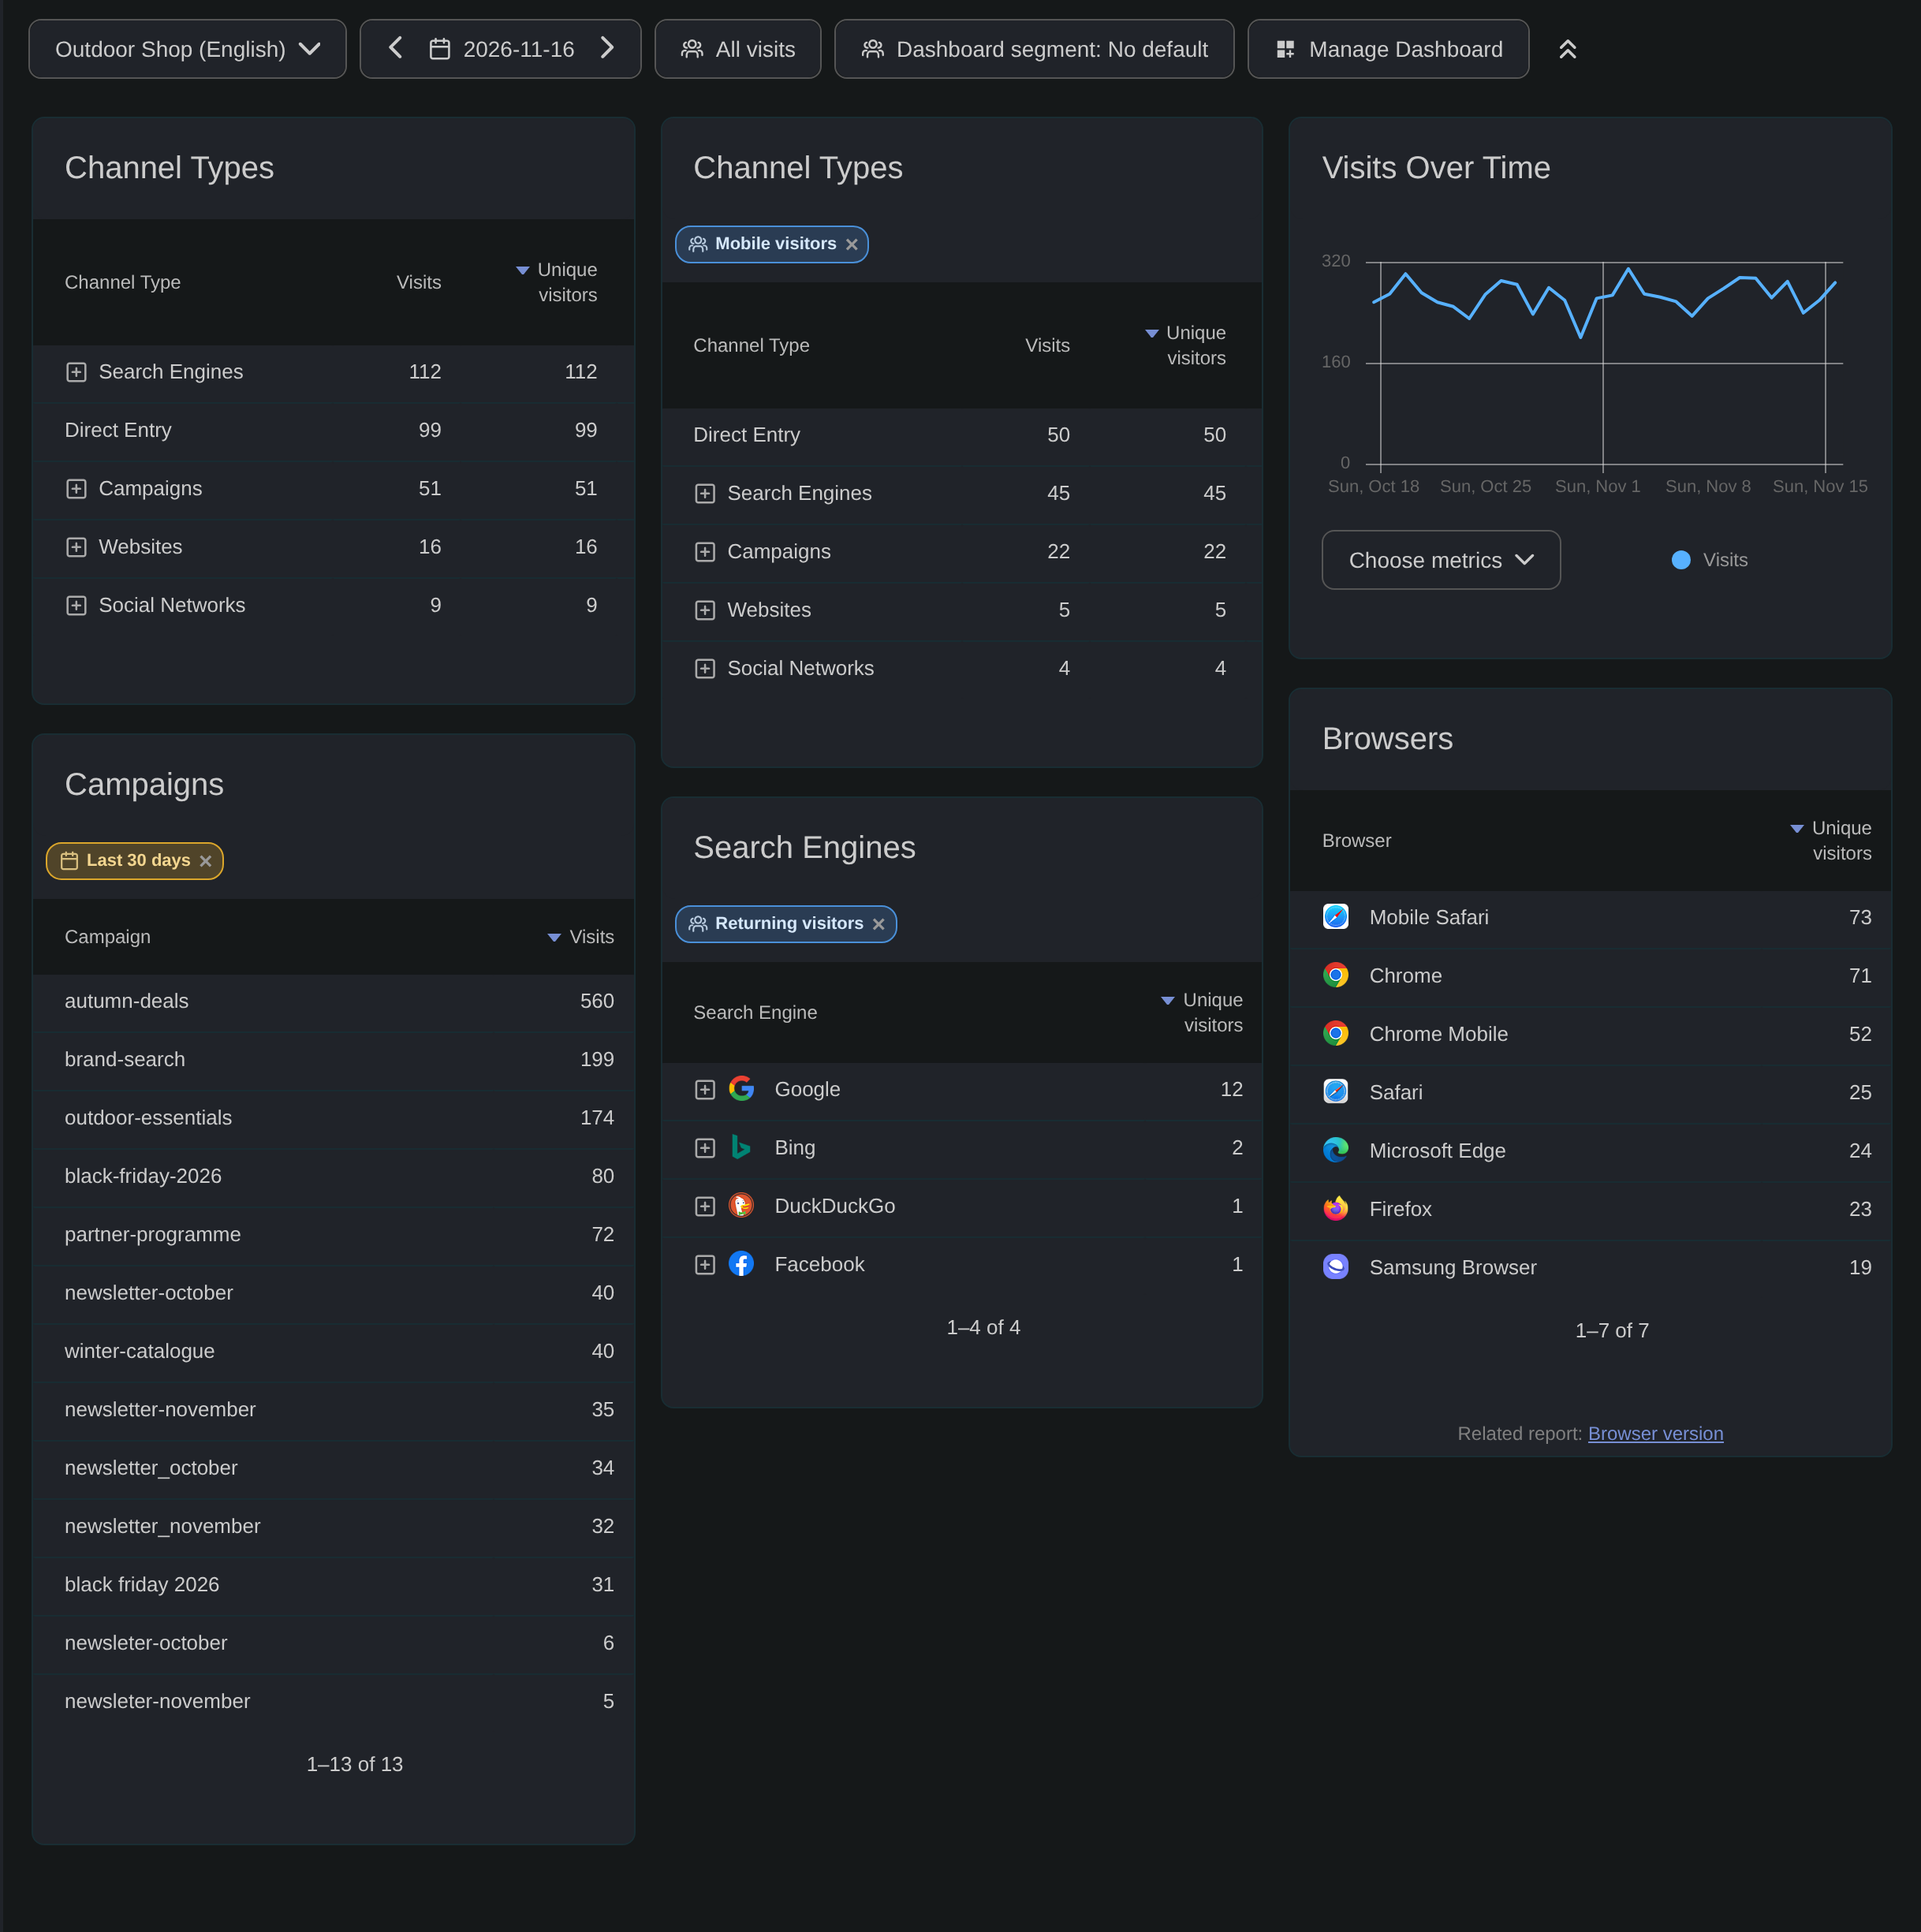 Outdoor Shop (English)
2026-11-16
All visits
Dashboard segment: No default
Manage Dashboard
Channel Types
Channel Type Visits Unique
visitors
Search Engines 112 112
Direct Entry 99 99
Campaigns 51 51
Websites 16 16
Social Networks 9 9
Campaigns
Last 30 days
Campaign Visits
autumn-deals 560
brand-search 199
outdoor-essentials 174
black-friday-2026 80
partner-programme 72
newsletter-october 40
winter-catalogue 40
newsletter-november 35
newsletter_october 34
newsletter_november 32
black friday 2026 31
newsleter-october 6
newsleter-november 5
1–13 of 13
Channel Types
Mobile visitors
Channel Type Visits Unique
visitors
Direct Entry 50 50
Search Engines 45 45
Campaigns 22 22
Websites 5 5
Social Networks 4 4
Search Engines
Returning visitors
Search Engine Unique
visitors
Google 12
Bing 2
DuckDuckGo 1
Facebook 1
1–4 of 4
Visits Over Time
320
160
0
Sun, Oct 18 Sun, Oct 25 Sun, Nov 1 Sun, Nov 8 Sun, Nov 15
Choose metrics
Visits
Browsers
Browser Unique
visitors
Mobile Safari 73
Chrome 71
Chrome Mobile 52
Safari 25
Microsoft Edge 24
Firefox 23
Samsung Browser 19
1–7 of 7
Related report: Browser version